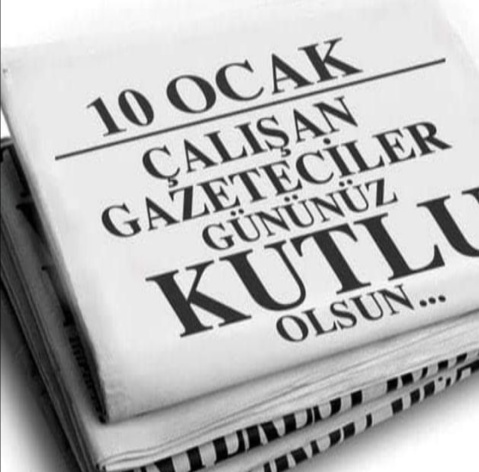 10 OCAK
ÇALIŞAN
GAZETECİLER
GÜNÜNÜZ
KUTLU
OLSUN...